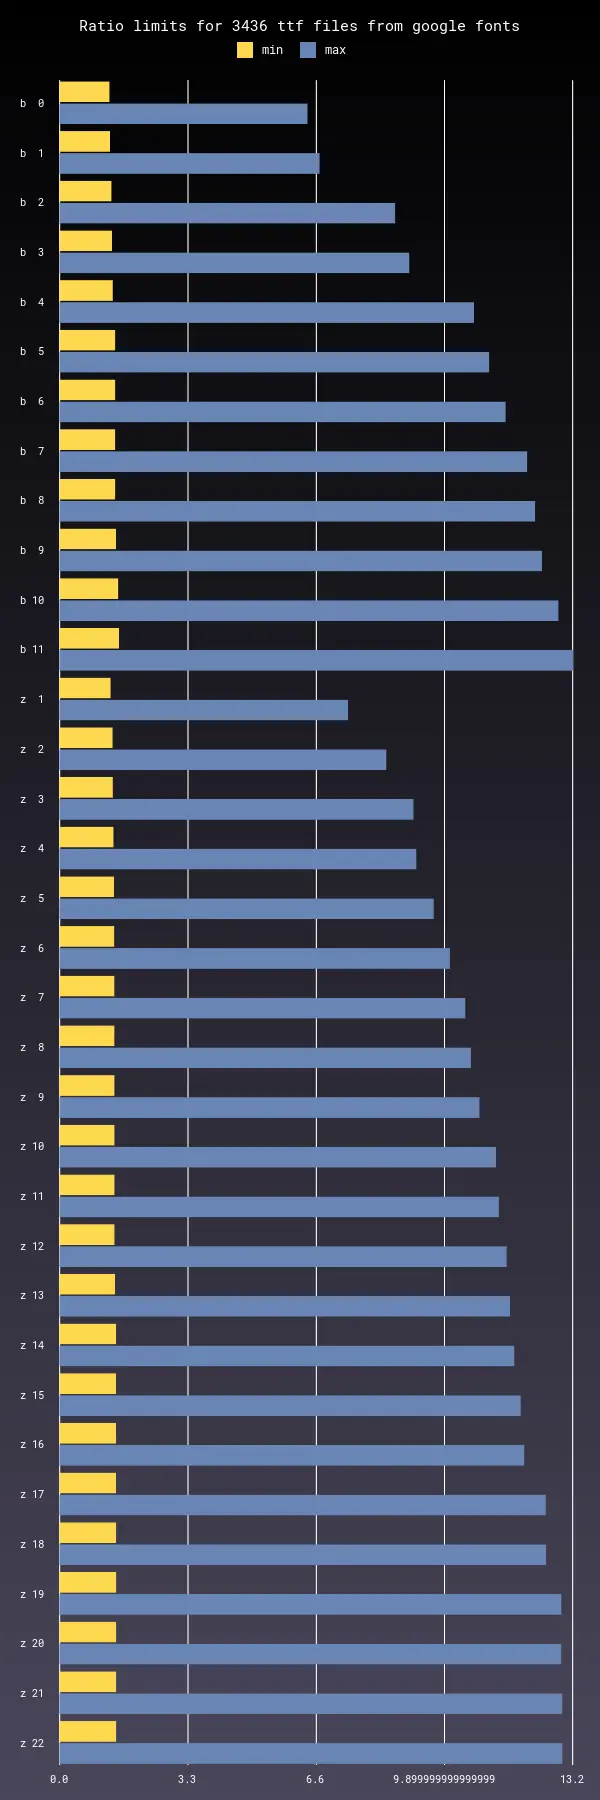 Ratio limits for 3436 ttf files from google fonts
min max
b 0
b 1
b 2
b 3
b 4
b 5
b 6
b 7
b 8
b 9
b 10
b 11
z 1
z 2
z 3
z 4
z 5
z 6
z 7
z 8
z 9
z 10
z 11
z 12
z 13
z 14
z 15
z 16
z 17
z 18
z 19
z 20
z 21
z 22
0.0 3.3 6.6 9.899999999999999 13.2